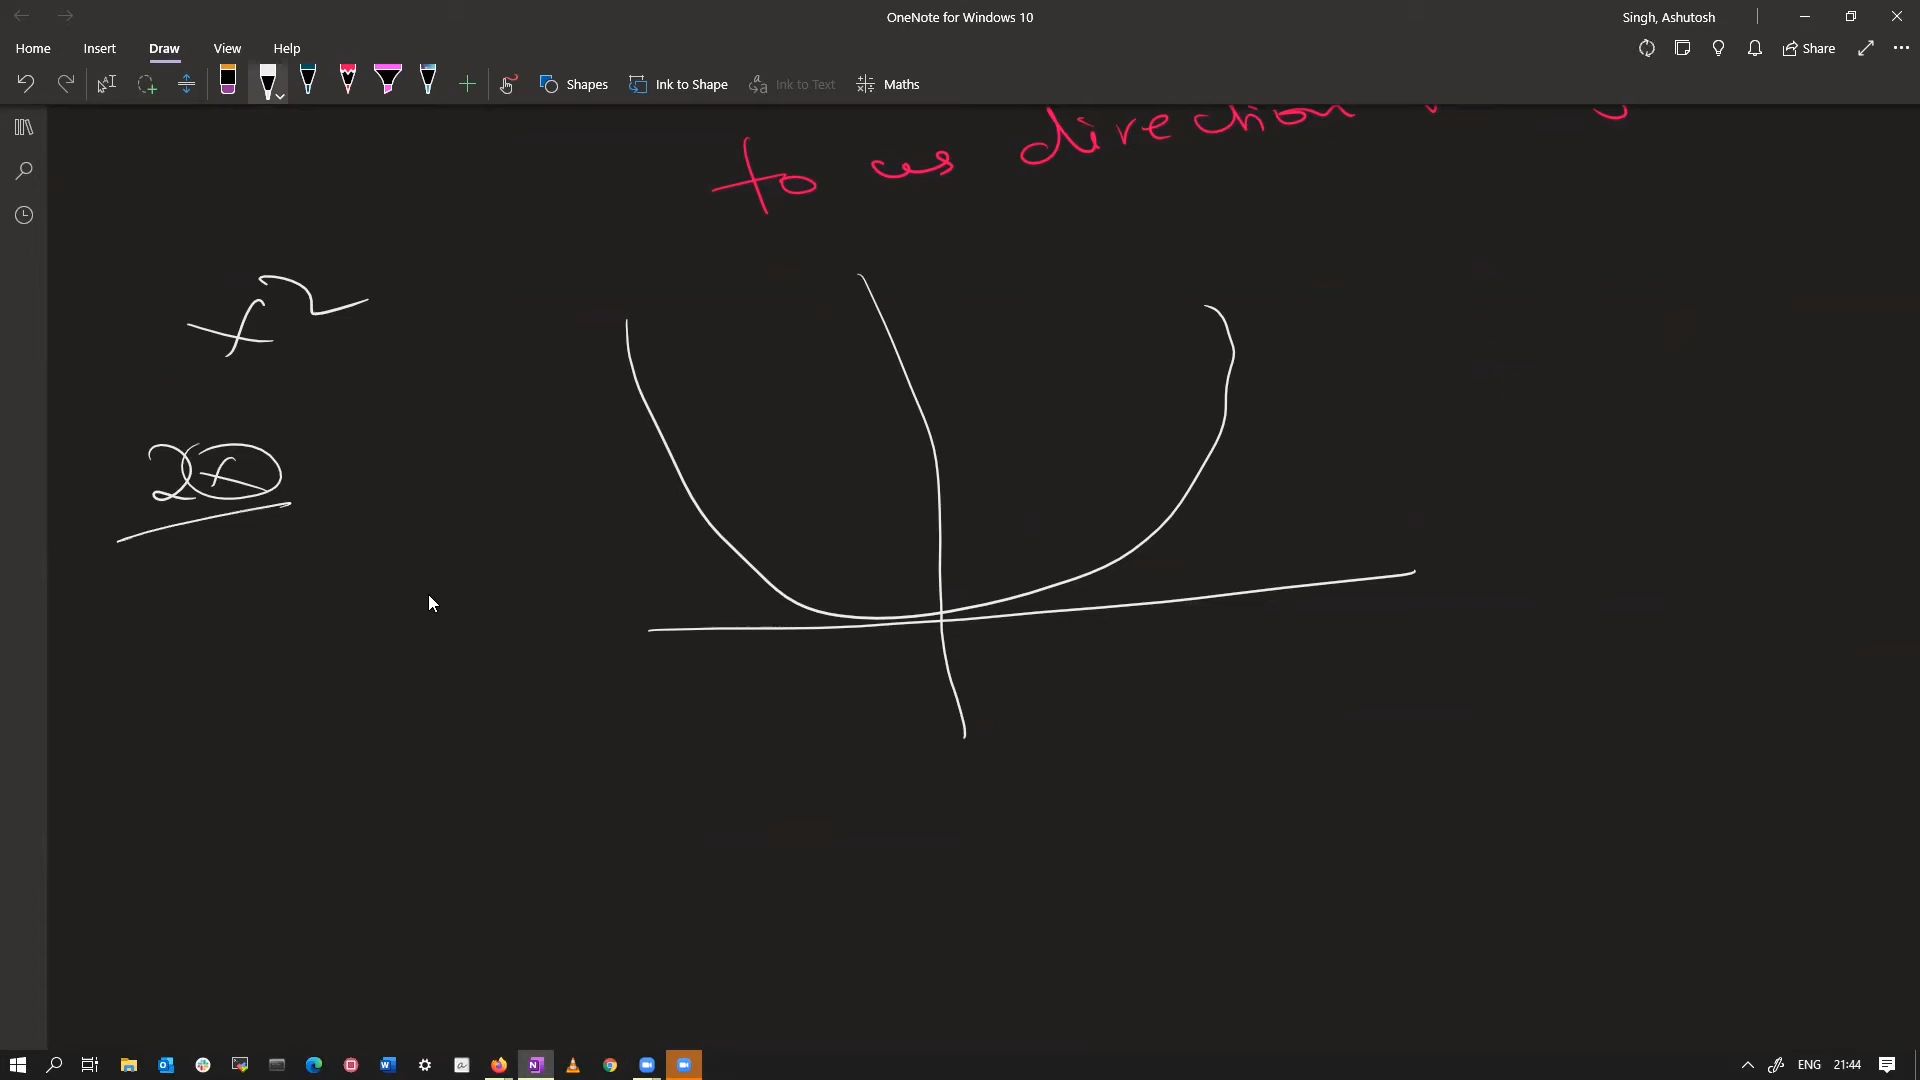 OneNote for Windows 10
Singh, Ashutosh
Home Insert Draw View Help
Share
Shapes Ink to Shape Ink to Text Maths
direction
to us
x²
2x
ENG 21:44